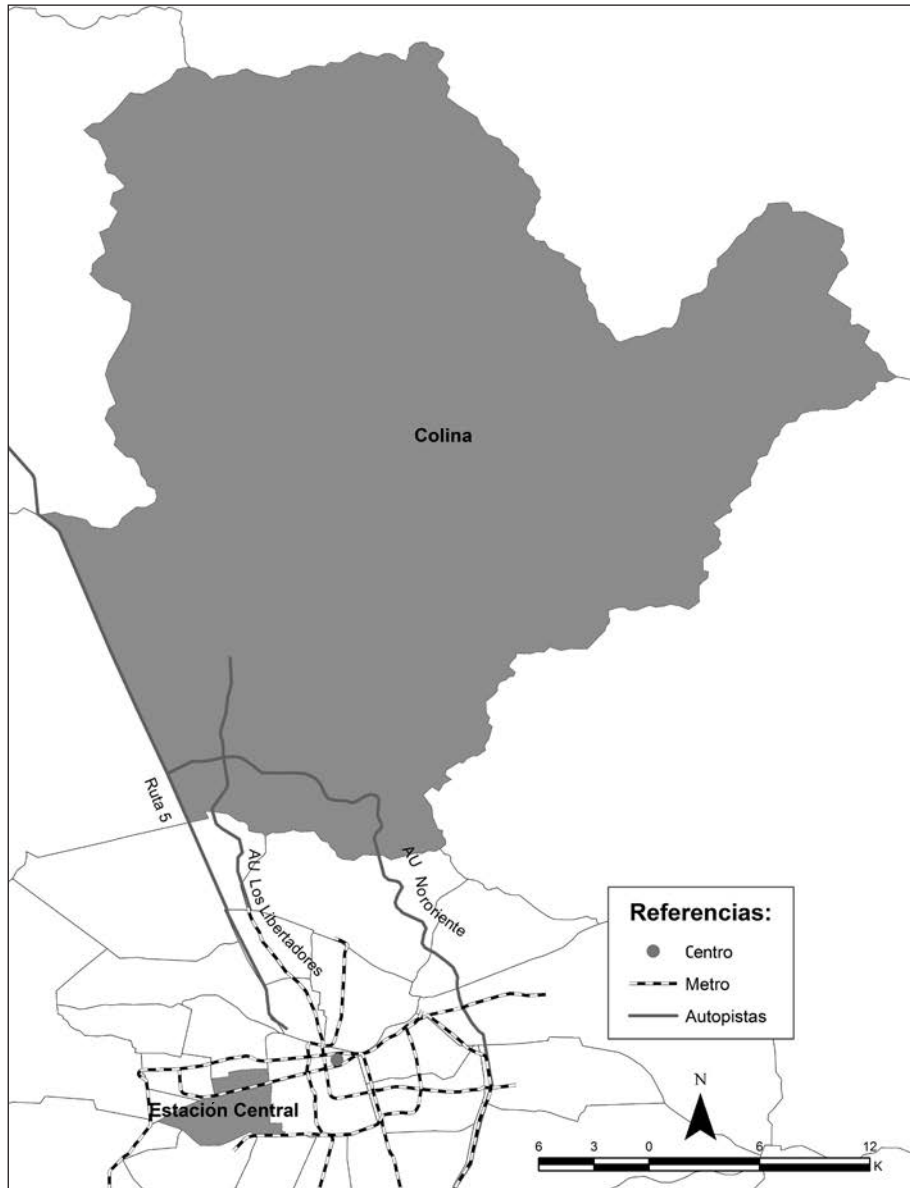 Colina
Ruta 5
AU Los Libertadores
AU Nororiente
Estación Central
Referencias:
Centro
Metro
Autopistas
N
6 3 0 6 12
K